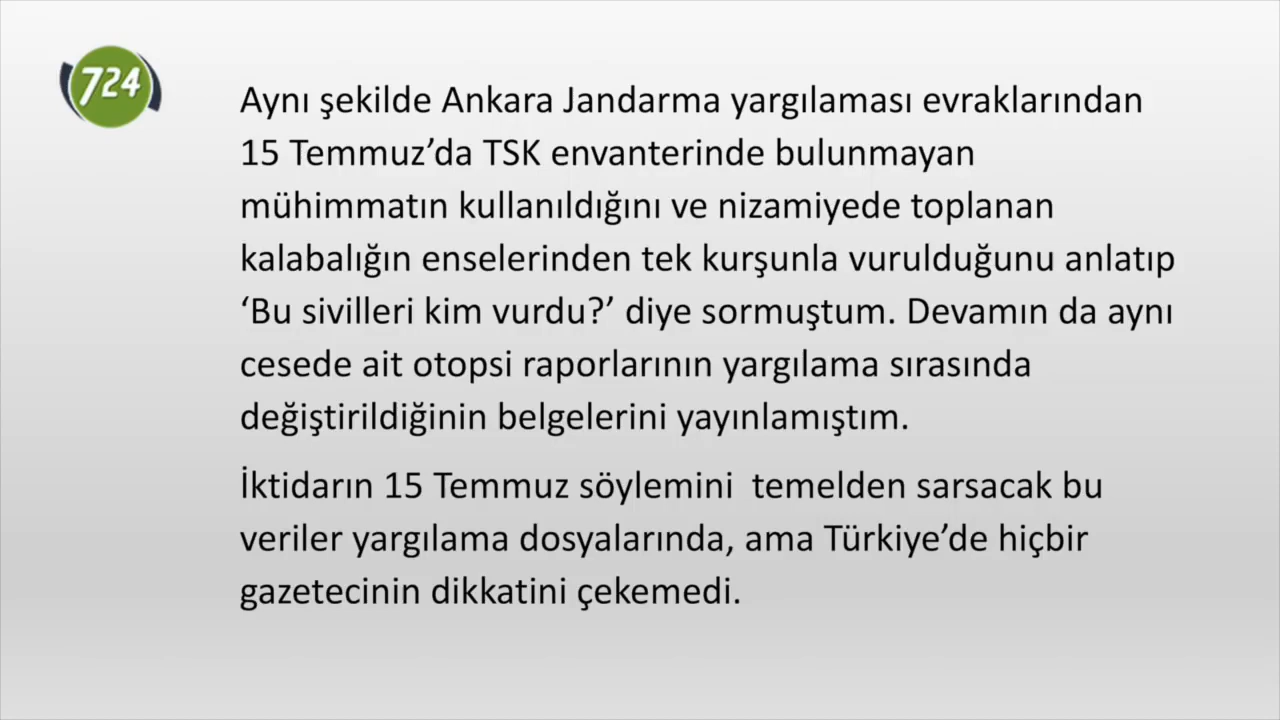 724
Aynı şekilde Ankara Jandarma yargılaması evraklarından
15 Temmuz’da TSK envanterinde bulunmayan
mühimmatın kullanıldığını ve nizamiyede toplanan
kalabalığın enselerinden tek kurşunla vurulduğunu anlatıp
‘Bu sivilleri kim vurdu?’ diye sormuştum. Devamın da aynı
cesede ait otopsi raporlarının yargılama sırasında
değiştirildiğinin belgelerini yayınlamıştım.
İktidarın 15 Temmuz söylemini  temelden sarsacak bu
veriler yargılama dosyalarında, ama Türkiye’de hiçbir
gazetecinin dikkatini çekemedi.